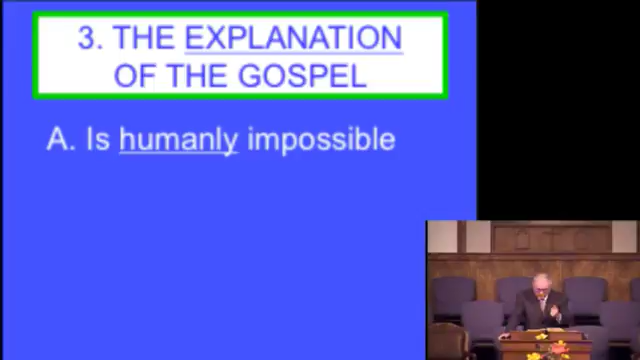 3. THE EXPLANATION
OF THE GOSPEL
A. Is humanly impossible